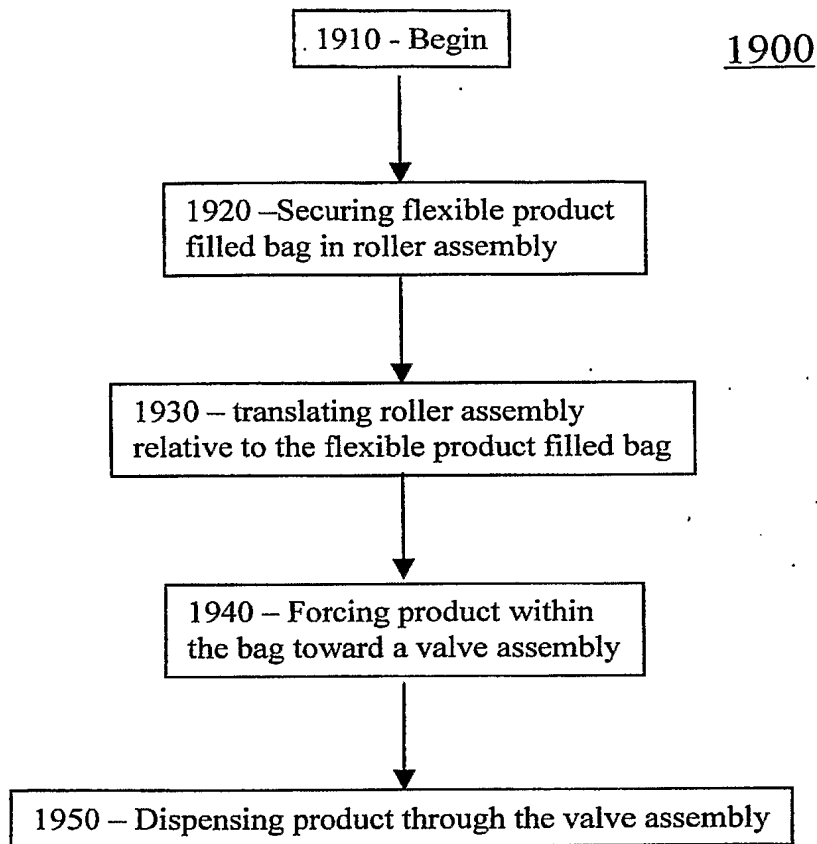 1910 - Begin
1900
1920 –Securing flexible product
filled bag in roller assembly
1930 – translating roller assembly
relative to the flexible product filled bag
1940 – Forcing product within
the bag toward a valve assembly
1950 – Dispensing product through the valve assembly